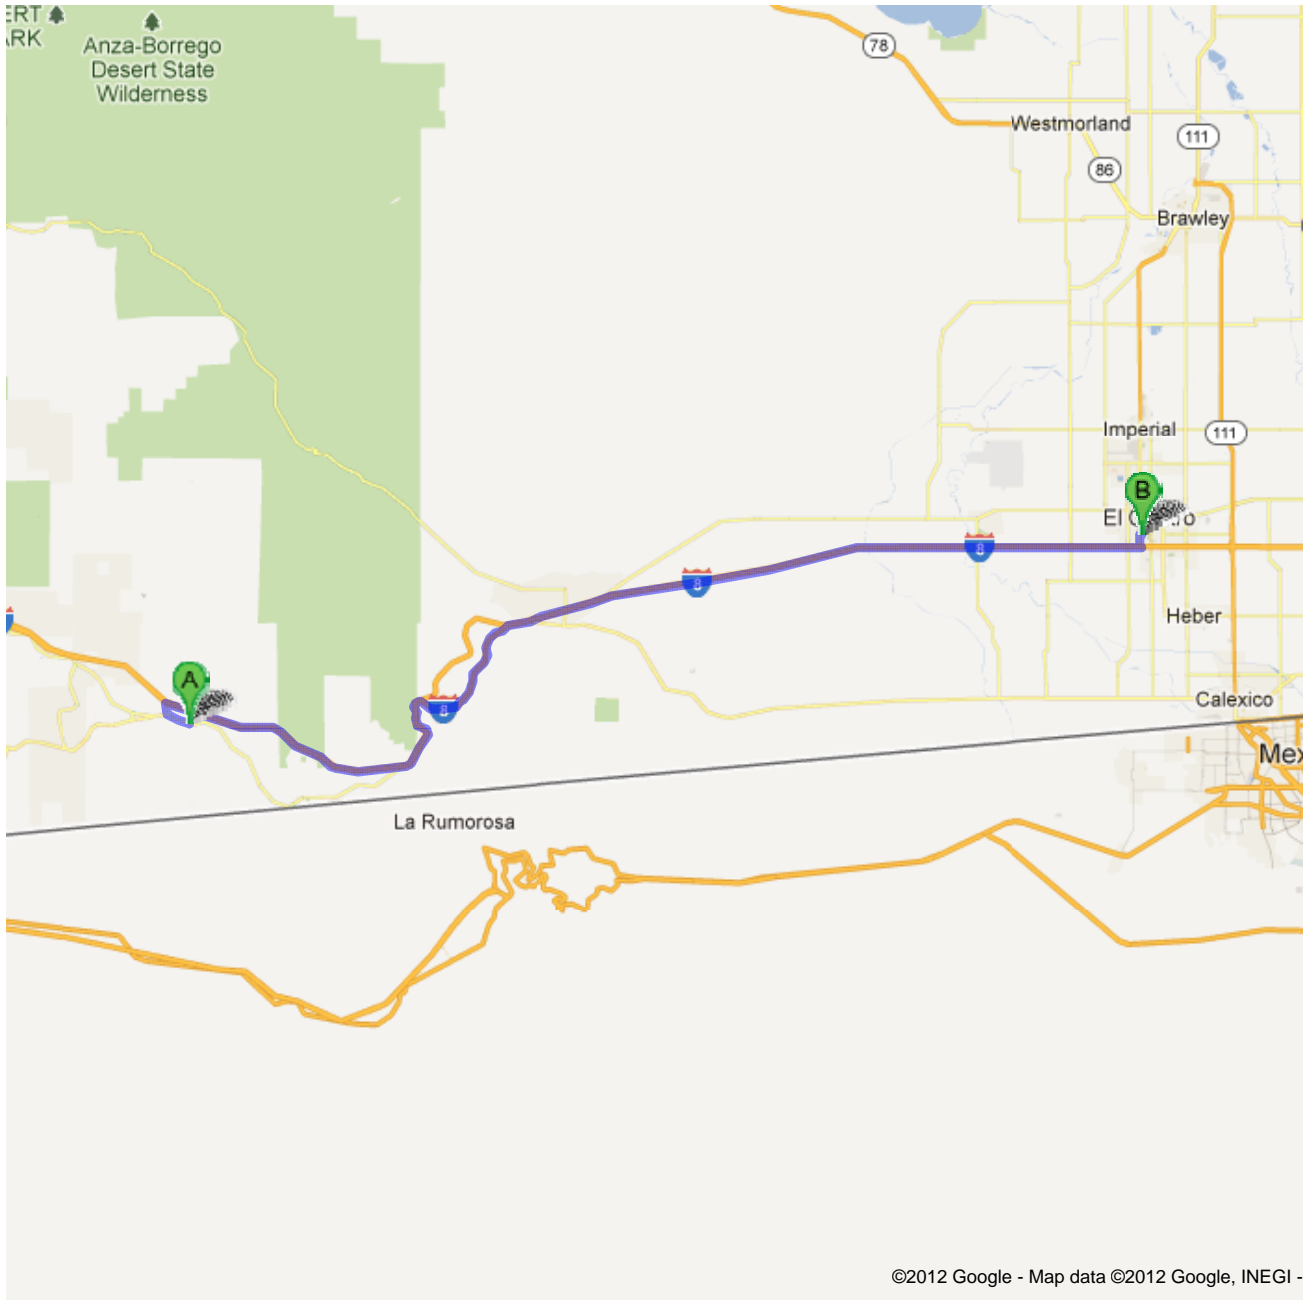 Anza-Borrego
Desert State
Wilderness
78
Westmorland
111
86
Brawley
Imperial
111
B
8
8
Heber
A
8
Calexico
La Rumorosa
©2012 Google - Map data ©2012 Google, INEGI -